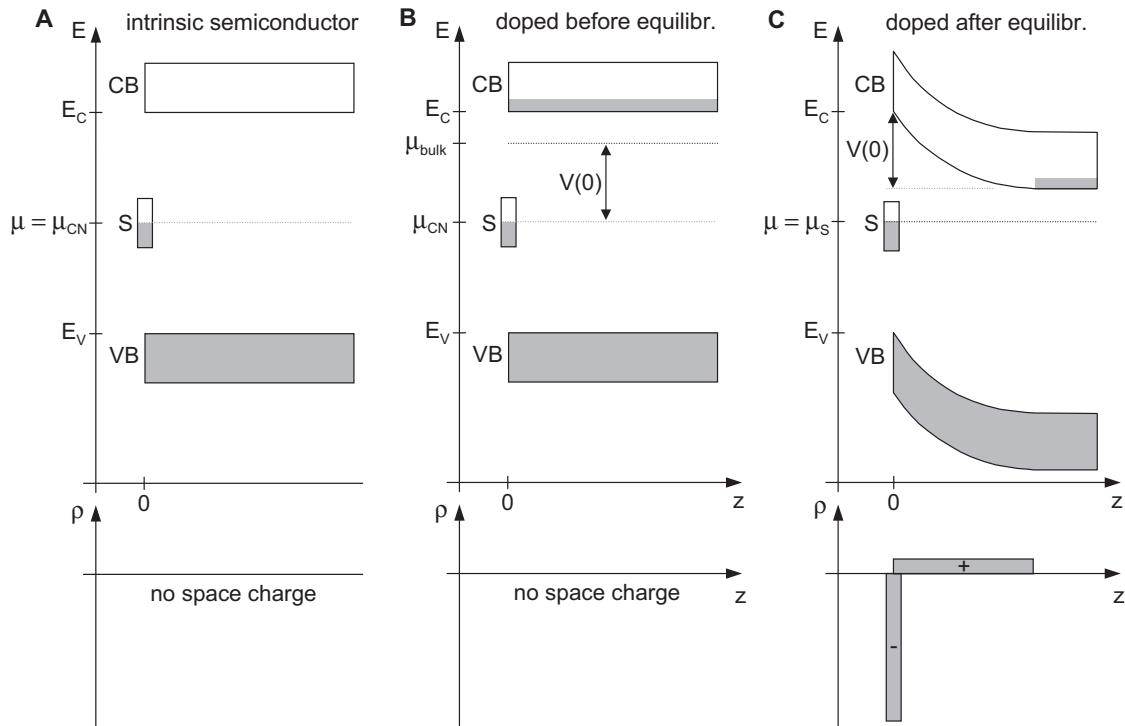 A intrinsic semiconductor
E
CB
E_C
μ = μ_CN
S
E_V
VB
0
ρ
no space charge
B doped before equilibr.
E
CB
E_C
μ_bulk
V(0)
μ_CN
S
E_V
VB
0
z
ρ
no space charge
z
C doped after equilibr.
E
CB
E_C
V(0)
μ = μ_S
S
E_V
VB
0
z
ρ
+
z
-